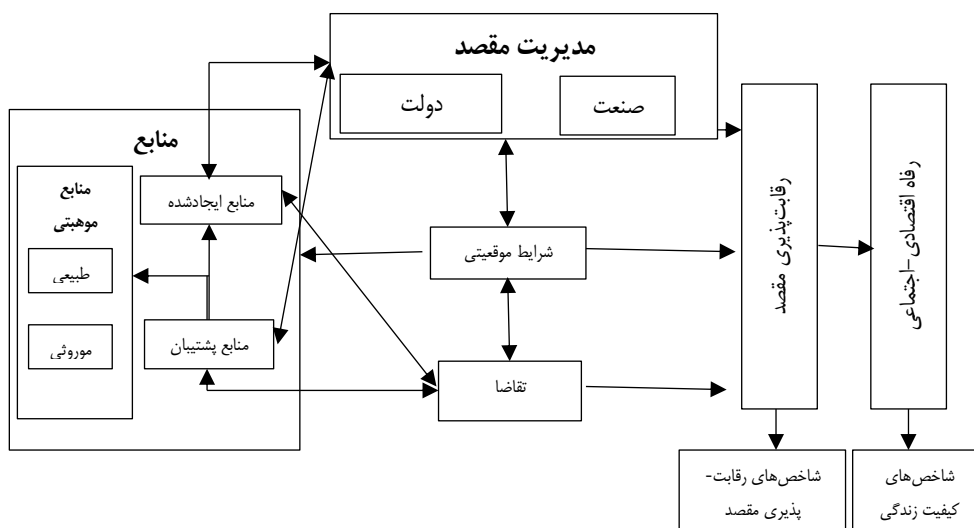 مدیریت مقصد
صنعت
دولت
منابع
منابع
موهبتی
طبیعی
موروثی
منابع ایجادشده
منابع پشتیبان
شرایط موقعیتی
تقاضا
رقابت‌پذیری مقصد
رفاه اقتصادی-اجتماعی
شاخص‌های رقابت-
پذیری مقصد
شاخص‌های
کیفیت زندگی